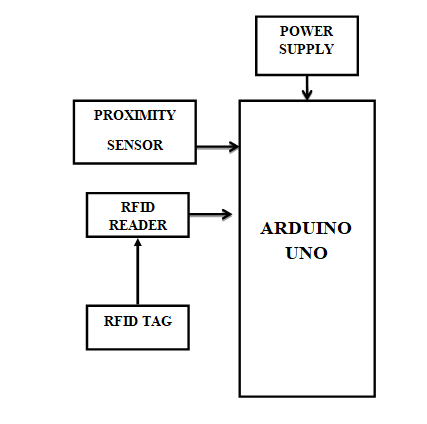 POWER
SUPPLY
PROXIMITY
SENSOR
RFID
READER
ARDUINO
UNO
RFID TAG